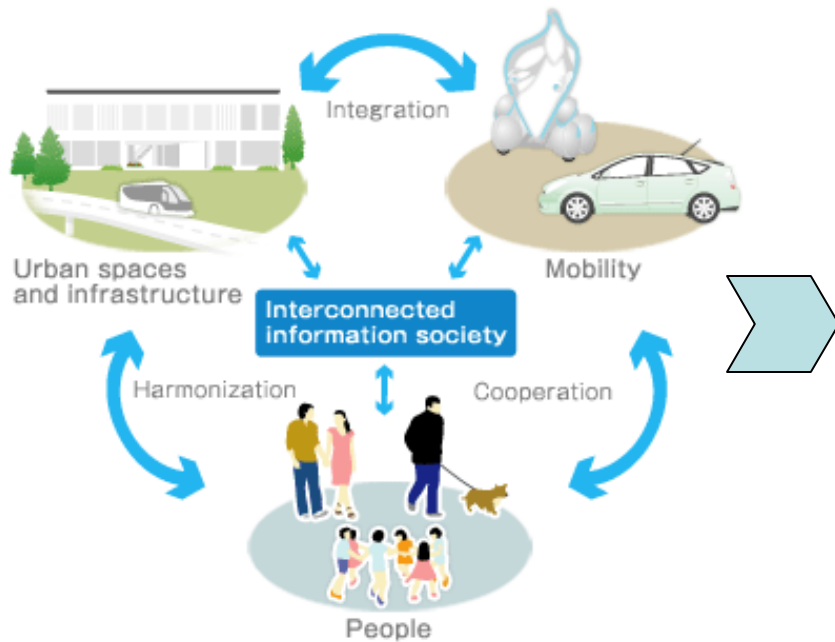 Integration
Urban spaces
and infrastructure
Mobility
Interconnected
information society
Harmonization
Cooperation
People